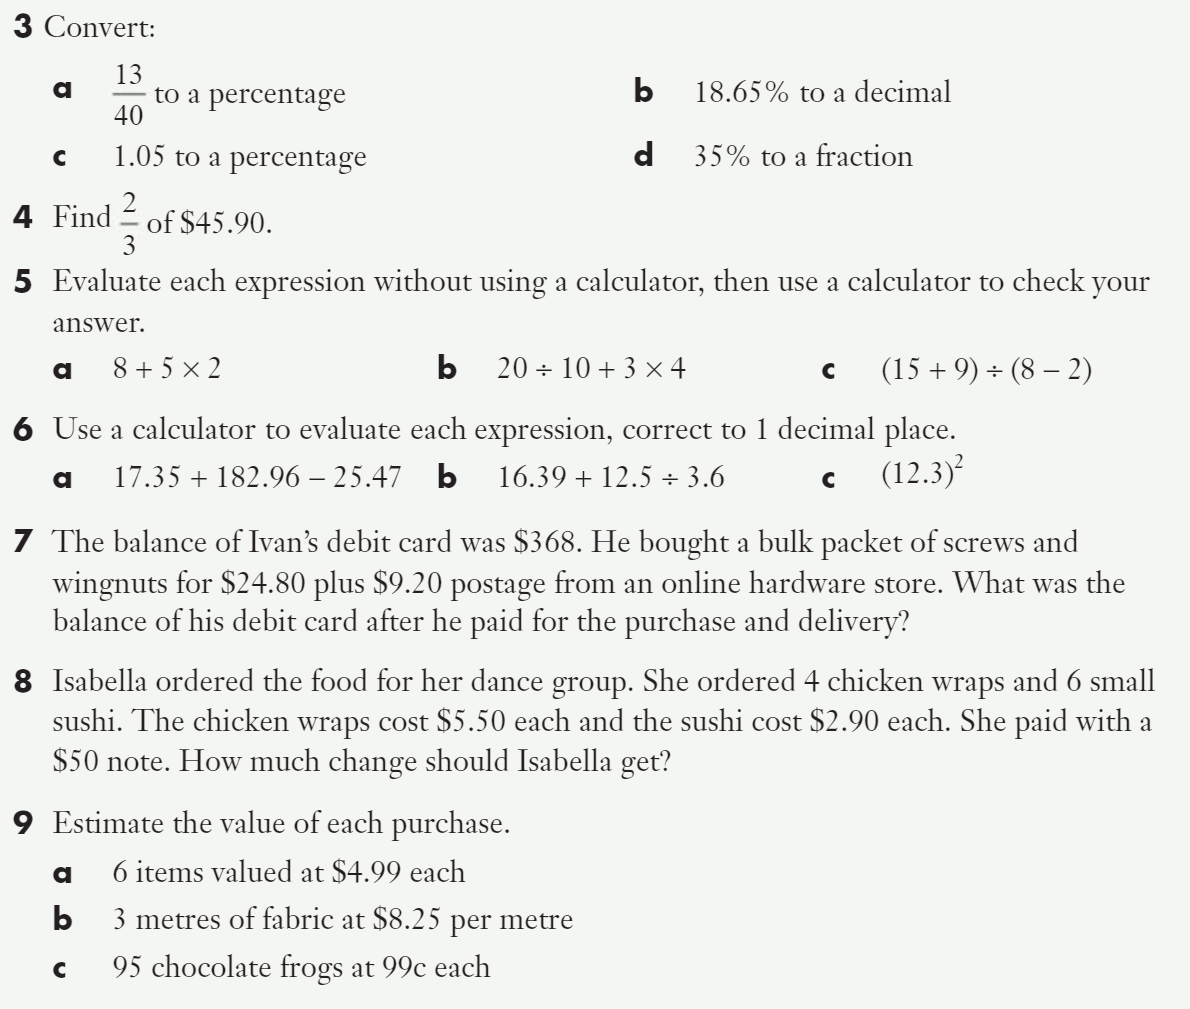 3 Convert:
a 13/40 to a percentage b 18.65% to a decimal
c 1.05 to a percentage d 35% to a fraction
4 Find 2/3 of $45.90.
5 Evaluate each expression without using a calculator, then use a calculator to check your
answer.
a 8 + 5 × 2 b 20 ÷ 10 + 3 × 4 c (15 + 9) ÷ (8 – 2)
6 Use a calculator to evaluate each expression, correct to 1 decimal place.
a 17.35 + 182.96 – 25.47 b 16.39 + 12.5 ÷ 3.6 c (12.3)²
7 The balance of Ivan’s debit card was $368. He bought a bulk packet of screws and
wingnuts for $24.80 plus $9.20 postage from an online hardware store. What was the
balance of his debit card after he paid for the purchase and delivery?
8 Isabella ordered the food for her dance group. She ordered 4 chicken wraps and 6 small
sushi. The chicken wraps cost $5.50 each and the sushi cost $2.90 each. She paid with a
$50 note. How much change should Isabella get?
9 Estimate the value of each purchase.
a 6 items valued at $4.99 each
b 3 metres of fabric at $8.25 per metre
c 95 chocolate frogs at 99c each